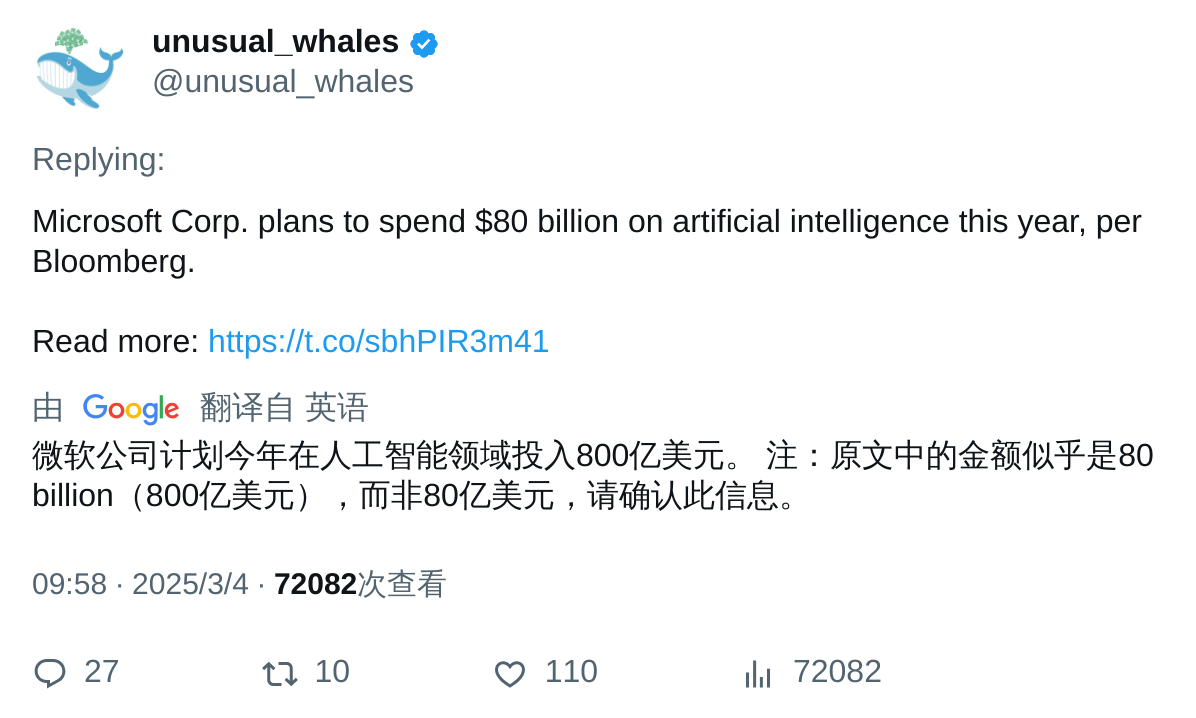 unusual_whales
@unusual_whales
Replying:
Microsoft Corp. plans to spend $80 billion on artificial intelligence this year, per
Bloomberg.
Read more: https://t.co/sbhPIR3m41
由 Google 翻译自 英语
微软公司计划今年在人工智能领域投入800亿美元。 注：原文中的金额似乎是80
billion（800亿美元），而非80亿美元，请确认此信息。
09:58 · 2025/3/4 · 72082次查看
27 10 110 72082